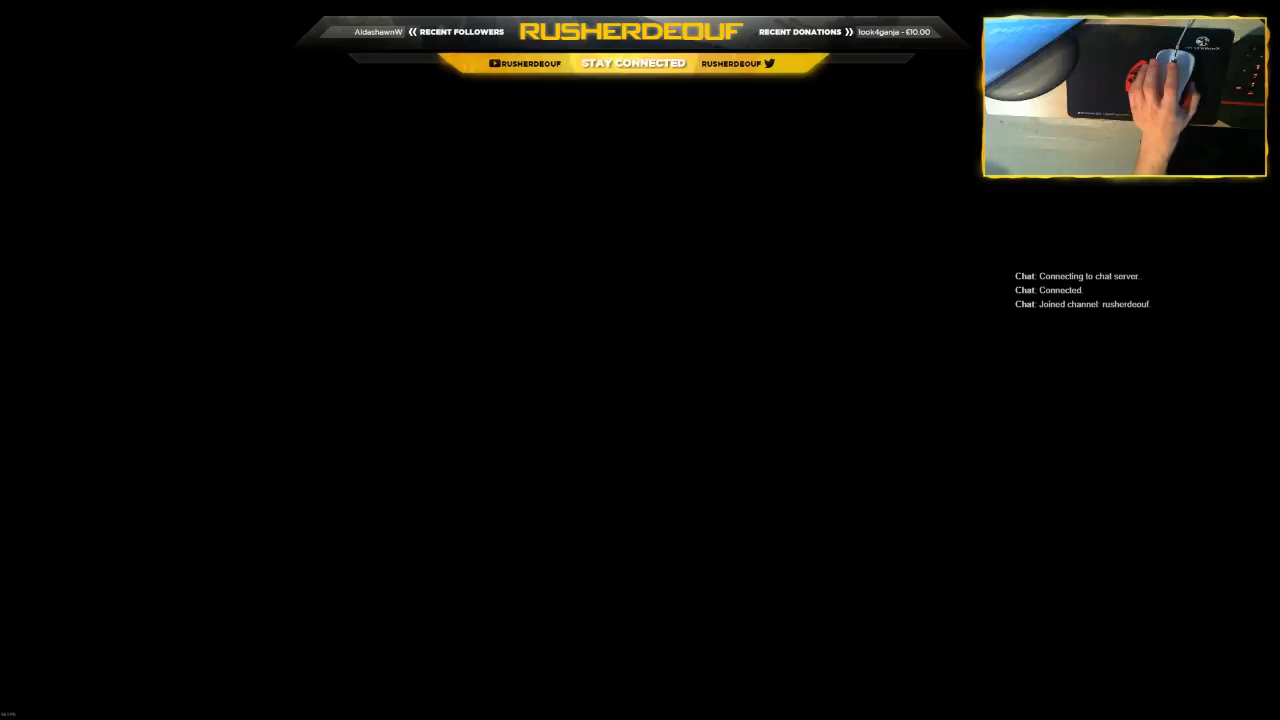 AldashawnW ⟪ RECENT FOLLOWERS RUSHERDEOUF RECENT DONATIONS ⟫ look4ganja - €10.00
RUSHERDEOUF STAY CONNECTED RUSHERDEOUF
Chat: Connecting to chat server..
Chat: Connected.
Chat: Joined channel: rusherdeouf.